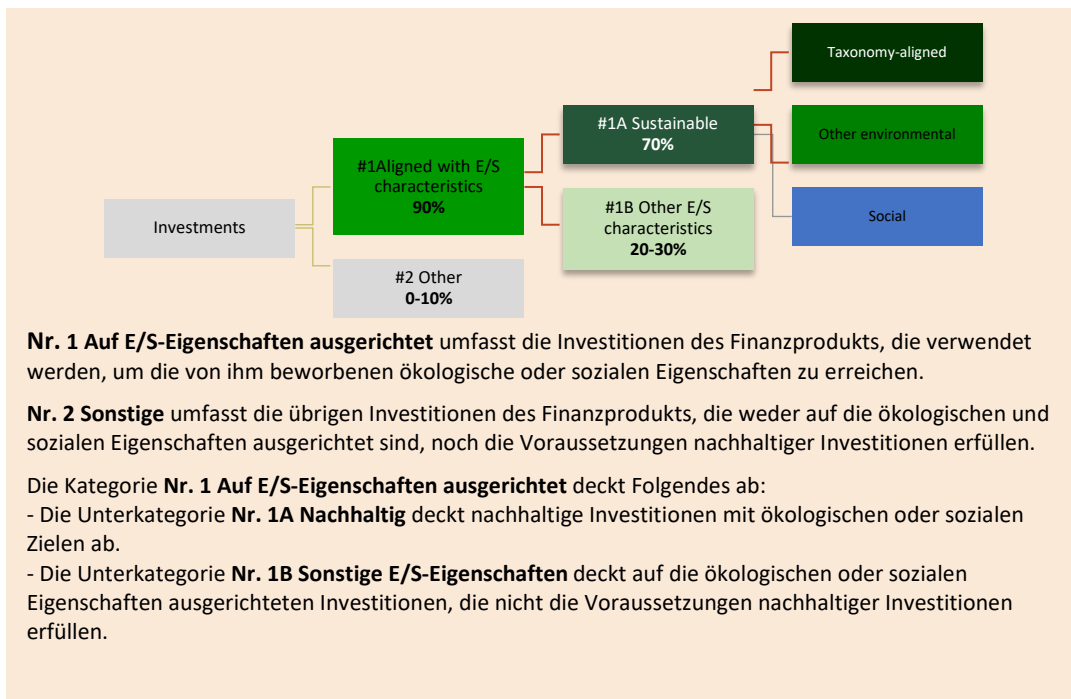 Taxonomy-aligned
#1A Sustainable
70%
Other environmental
#1Aligned with E/S
characteristics
90%
#1B Other E/S
characteristics
20-30%
Social
Investments
#2 Other
0-10%
Nr. 1 Auf E/S-Eigenschaften ausgerichtet umfasst die Investitionen des Finanzprodukts, die verwendet
werden, um die von ihm beworbenen ökologische oder sozialen Eigenschaften zu erreichen.
Nr. 2 Sonstige umfasst die übrigen Investitionen des Finanzprodukts, die weder auf die ökologischen und
sozialen Eigenschaften ausgerichtet sind, noch die Voraussetzungen nachhaltiger Investitionen erfüllen.
Die Kategorie Nr. 1 Auf E/S-Eigenschaften ausgerichtet deckt Folgendes ab:
- Die Unterkategorie Nr. 1A Nachhaltig deckt nachhaltige Investitionen mit ökologischen oder sozialen
Zielen ab.
- Die Unterkategorie Nr. 1B Sonstige E/S-Eigenschaften deckt auf die ökologischen oder sozialen
Eigenschaften ausgerichteten Investitionen, die nicht die Voraussetzungen nachhaltiger Investitionen
erfüllen.